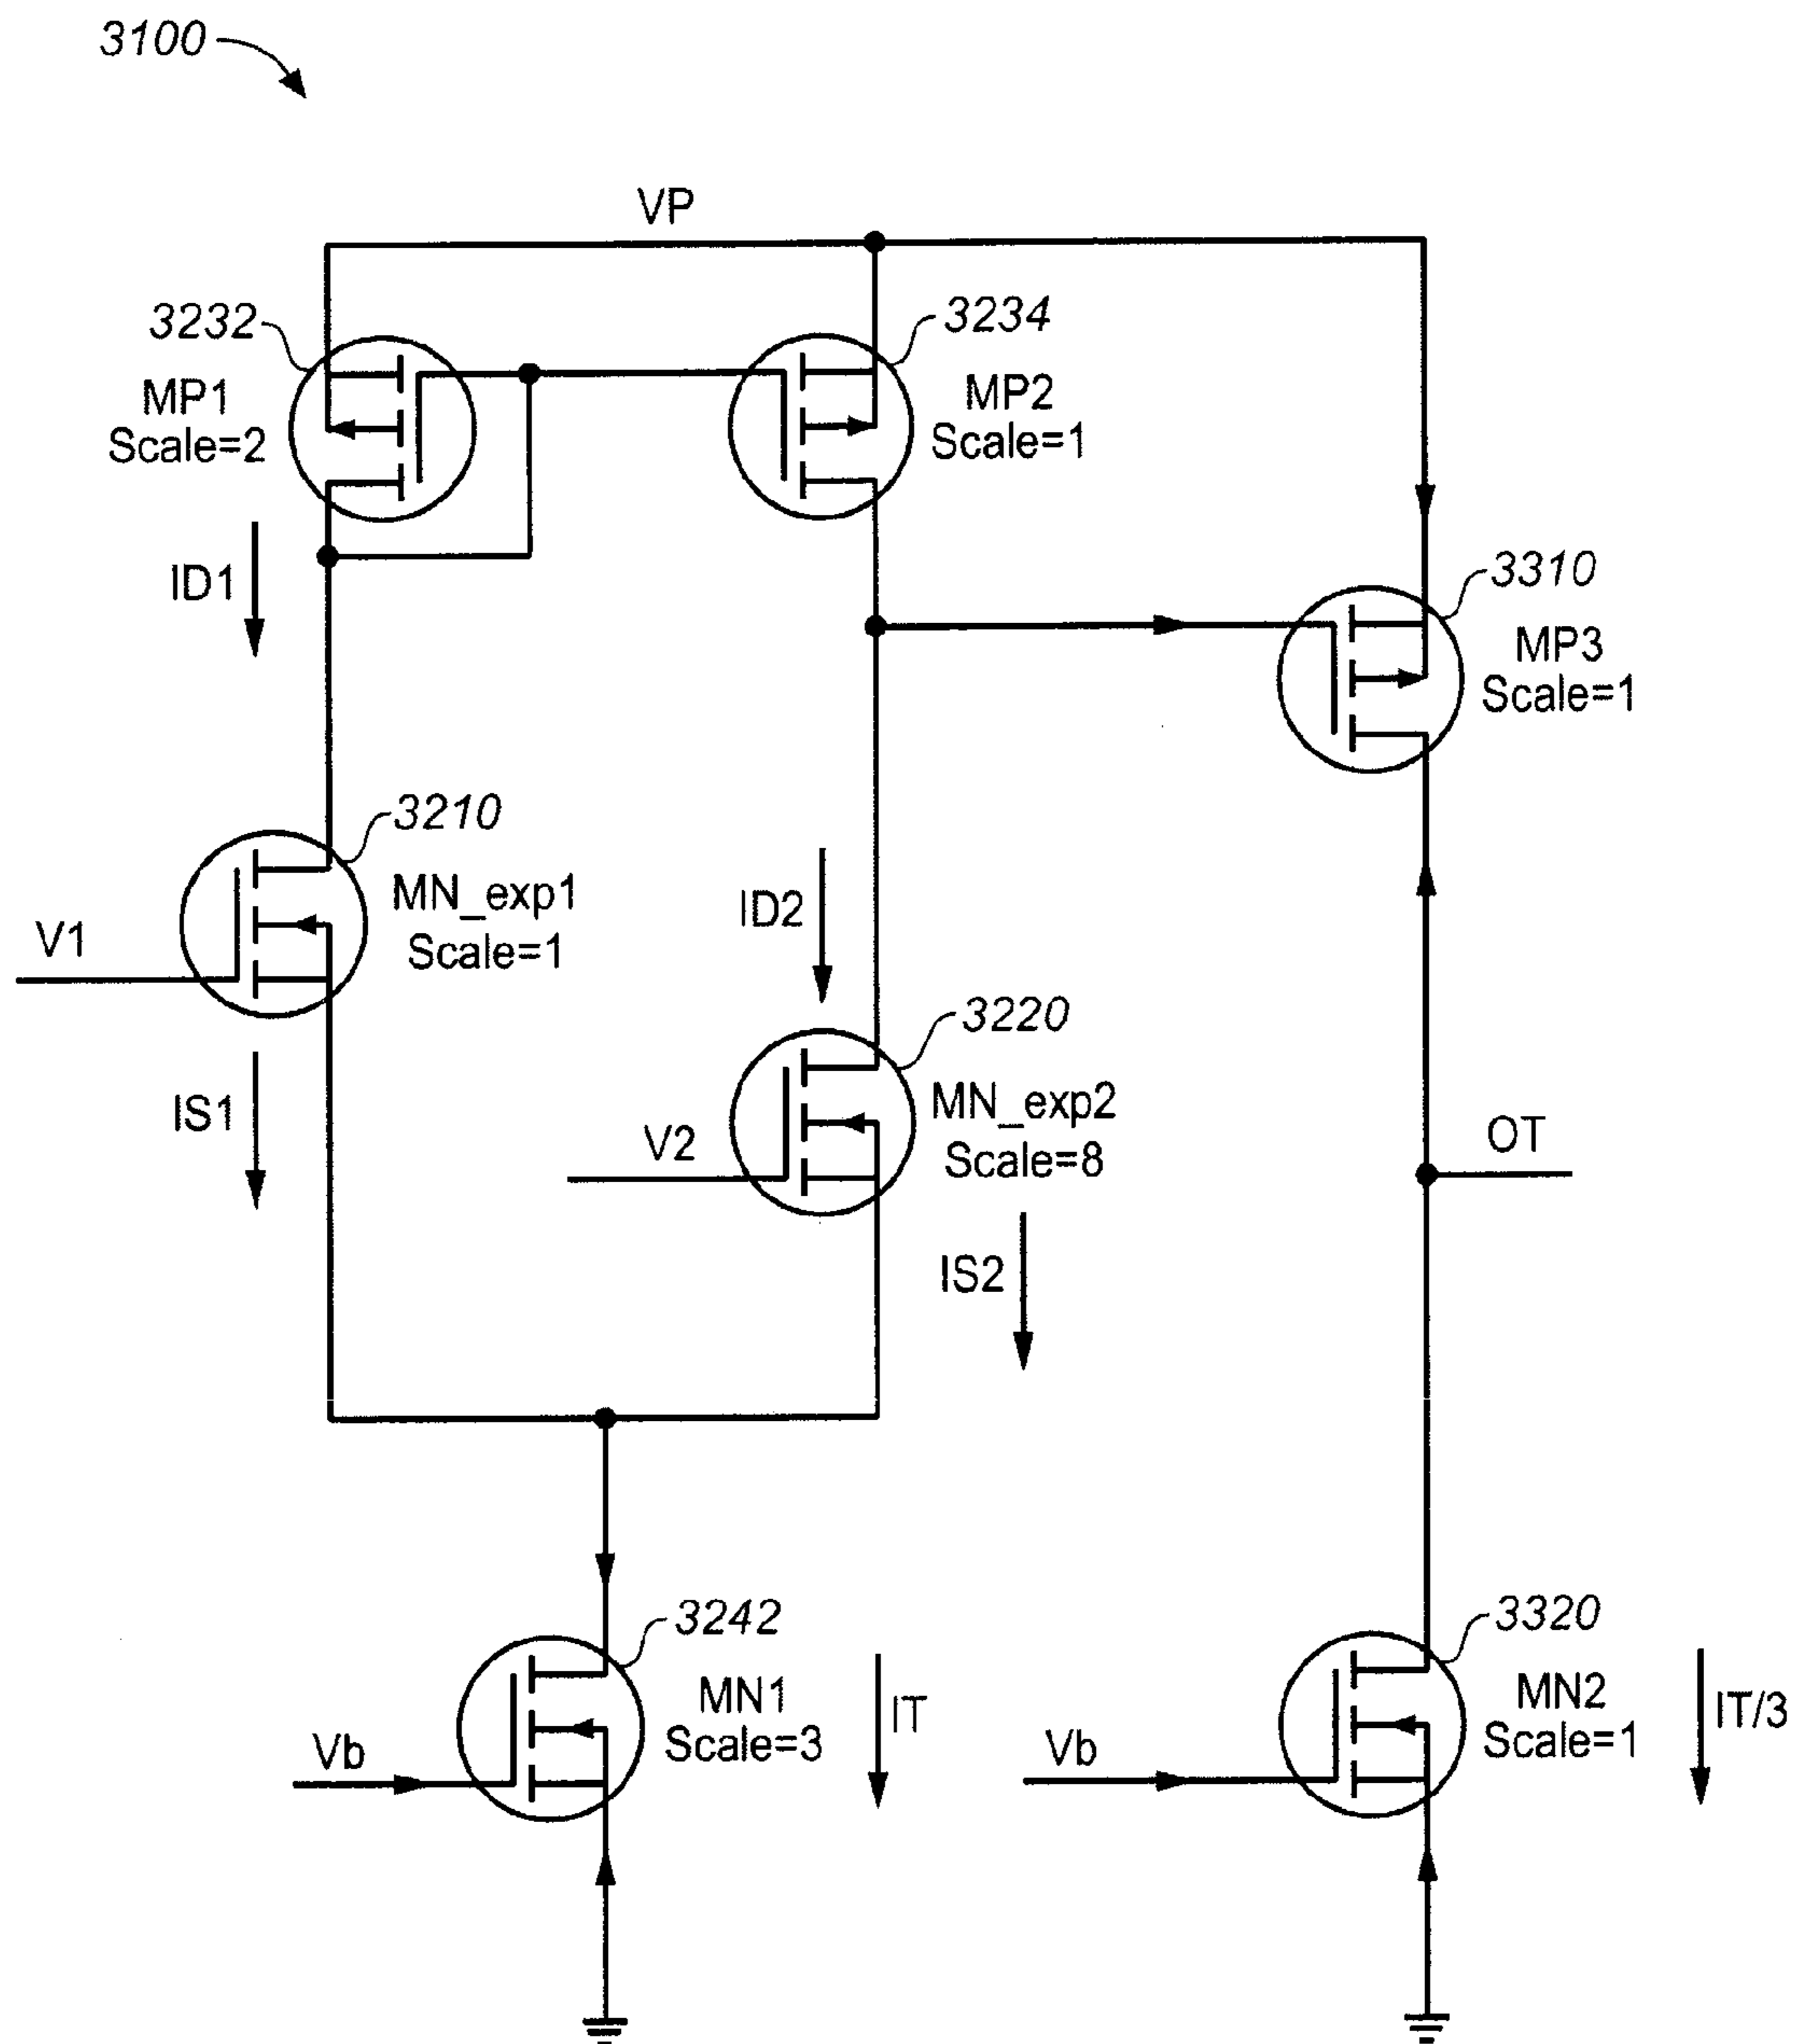 3100
VP
3232
MP1
Scale=2
3234
MP2
Scale=1
ID1
3310
MP3
Scale=1
3210
MN_exp1
Scale=1
V1
ID2
IS1
3220
MN_exp2
Scale=8
V2
OT
IS2
3242
MN1
Scale=3
IT
Vb
3320
MN2
Scale=1
IT/3
Vb